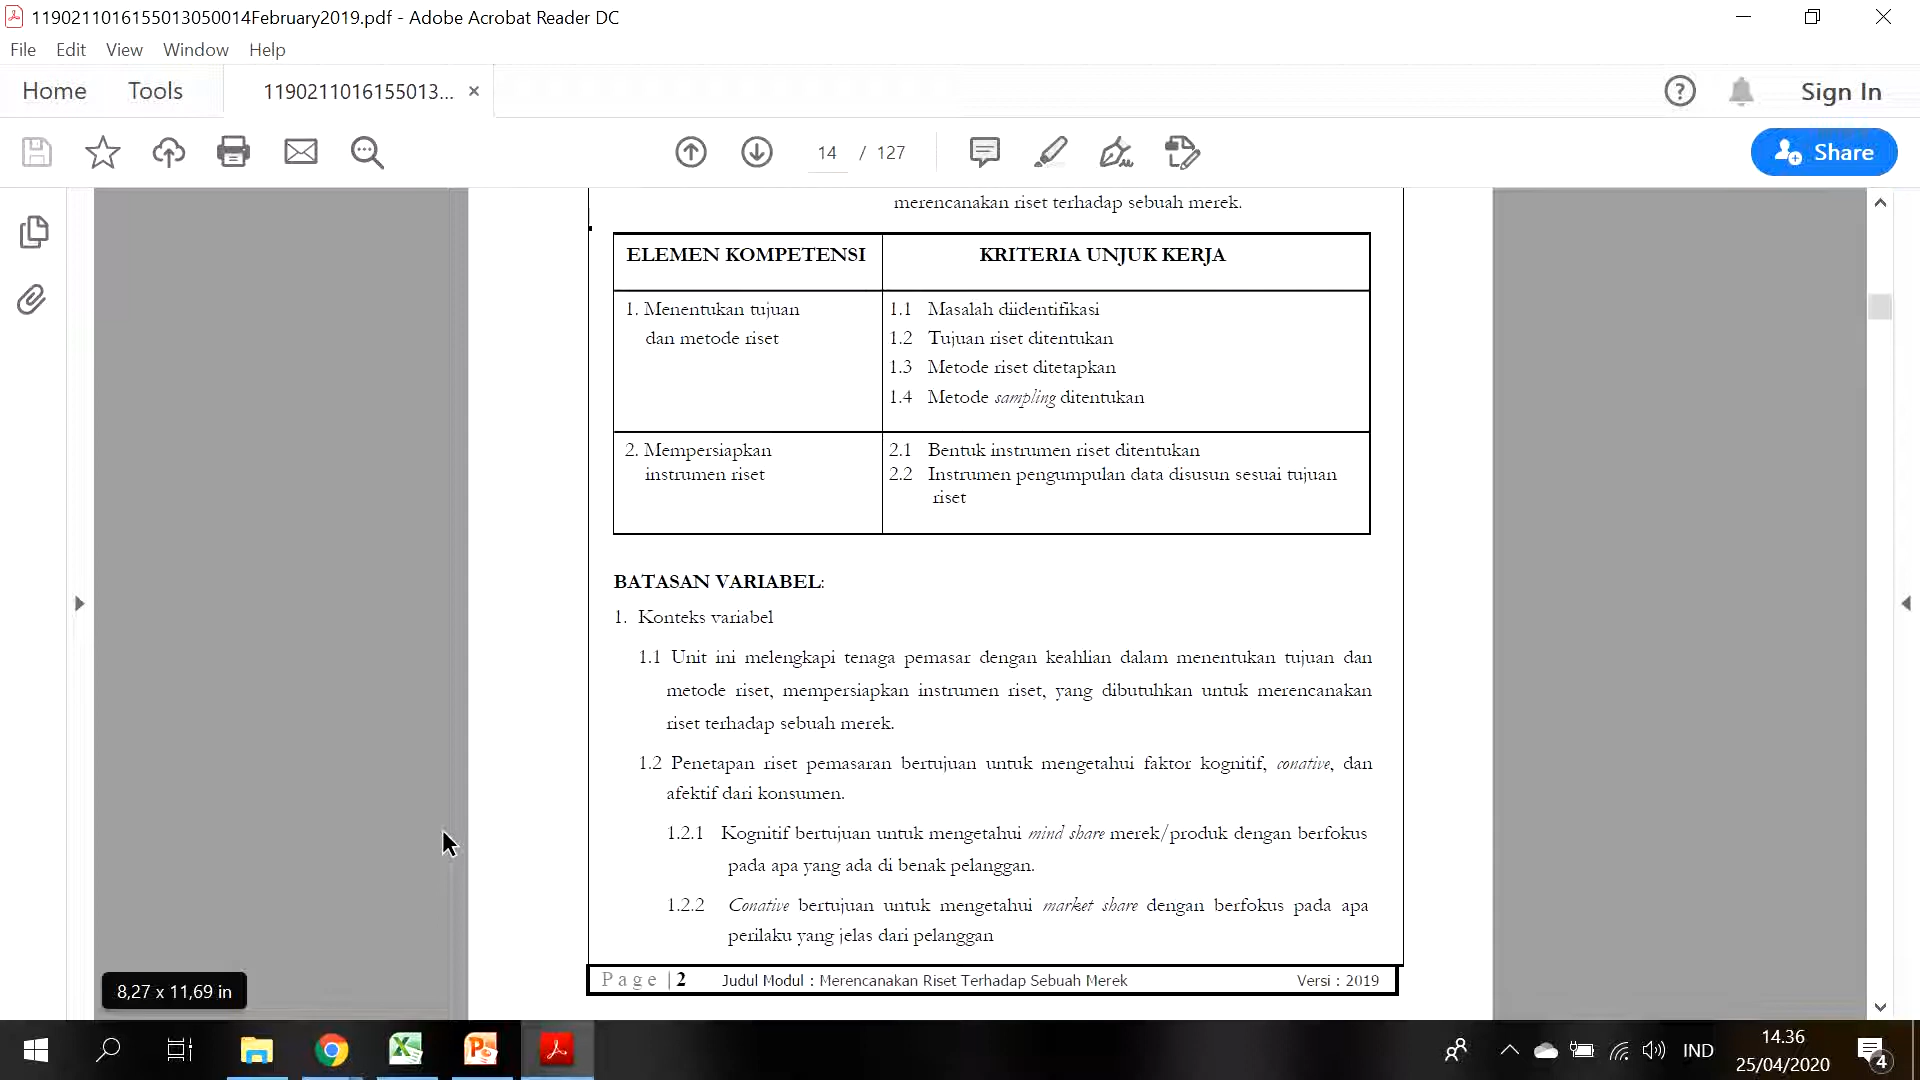 1190211016155013050014February2019.pdf - Adobe Acrobat Reader DC
File Edit View Window Help
Home Tools 1190211016155013... × Sign In
14 / 127 Share
merencanakan riset terhadap sebuah merek.
ELEMEN KOMPETENSI KRITERIA UNJUK KERJA
1. Menentukan tujuan
dan metode riset
1.1 Masalah diidentifikasi
1.2 Tujuan riset ditentukan
1.3 Metode riset ditetapkan
1.4 Metode sampling ditentukan
2. Mempersiapkan
instrumen riset
2.1 Bentuk instrumen riset ditentukan
2.2 Instrumen pengumpulan data disusun sesuai tujuan
riset
BATASAN VARIABEL:
1. Konteks variabel
1.1 Unit ini melengkapi tenaga pemasar dengan keahlian dalam menentukan tujuan dan
metode riset, mempersiapkan instrumen riset, yang dibutuhkan untuk merencanakan
riset terhadap sebuah merek.
1.2 Penetapan riset pemasaran bertujuan untuk mengetahui faktor kognitif, conative, dan
afektif dari konsumen.
1.2.1 Kognitif bertujuan untuk mengetahui mind share merek/produk dengan berfokus
pada apa yang ada di benak pelanggan.
1.2.2 Conative bertujuan untuk mengetahui market share dengan berfokus pada apa
perilaku yang jelas dari pelanggan
Page | 2 Judul Modul : Merencanakan Riset Terhadap Sebuah Merek Versi : 2019
8,27 x 11,69 in
IND
14.36
25/04/2020
4